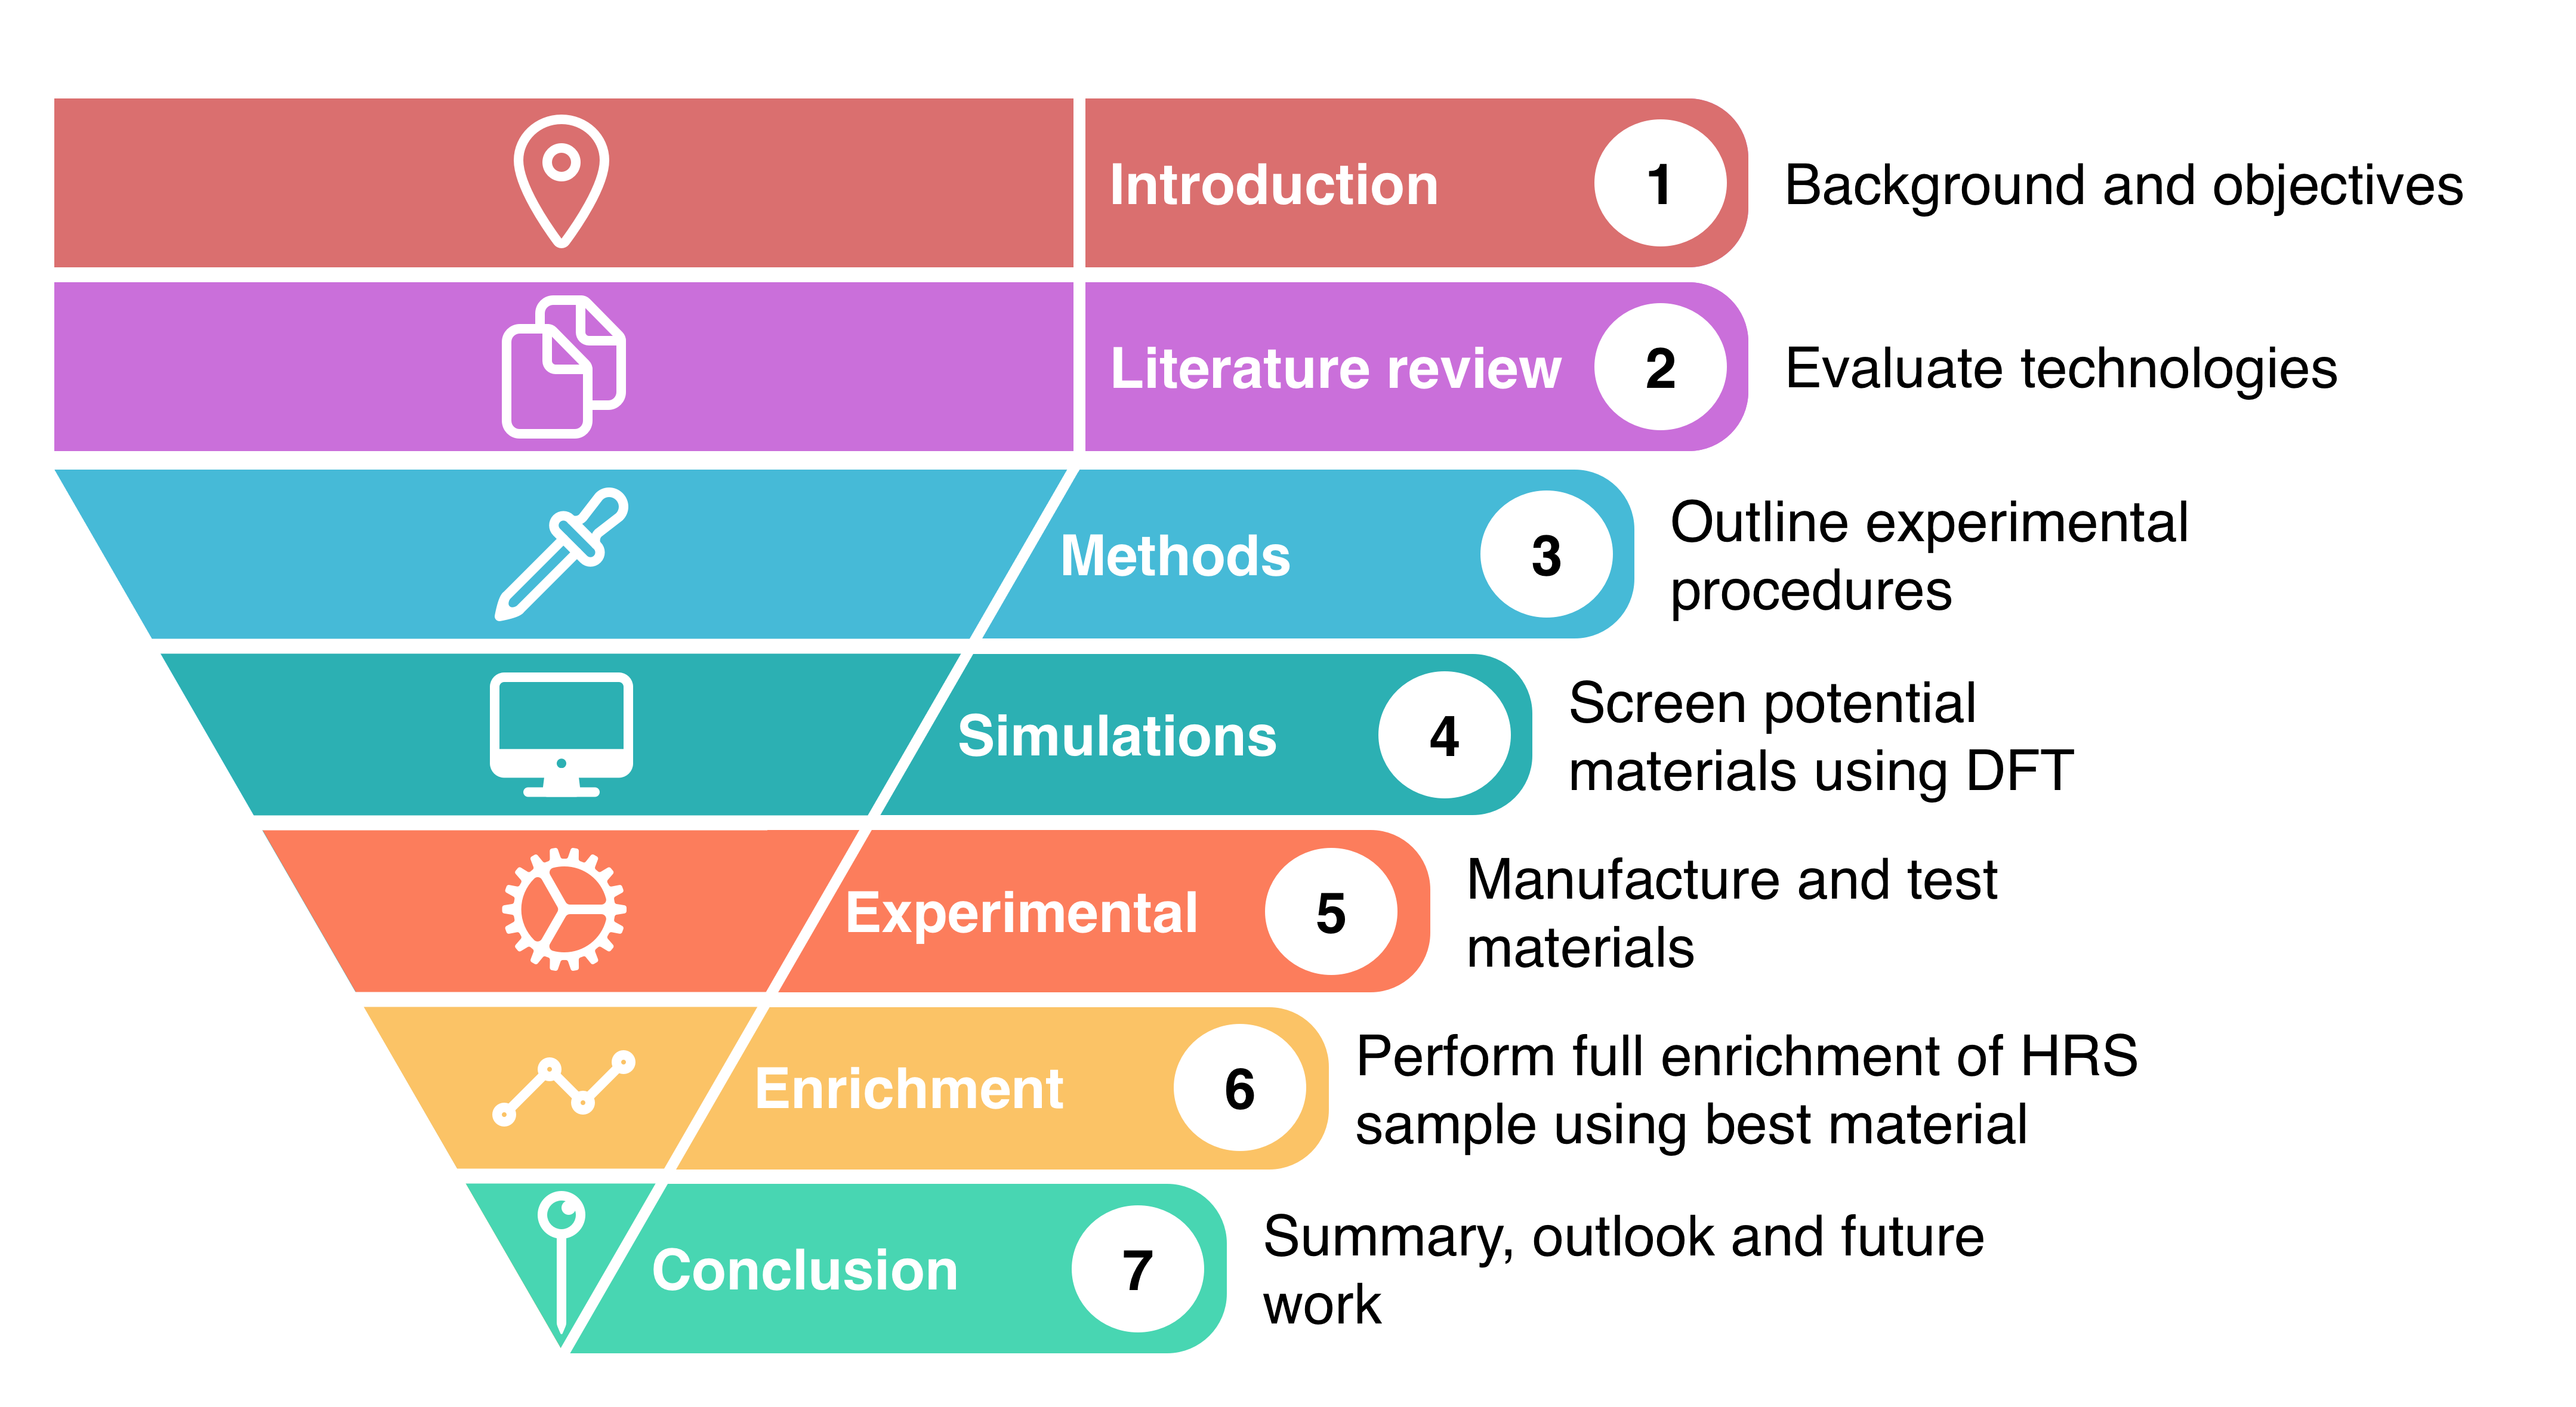 Introduction 1 Background and objectives
Literature review 2 Evaluate technologies
Methods 3 Outline experimental
procedures
Simulations 4 Screen potential
materials using DFT
Experimental 5 Manufacture and test
materials
Enrichment 6 Perform full enrichment of HRS
sample using best material
Conclusion 7 Summary, outlook and future
work